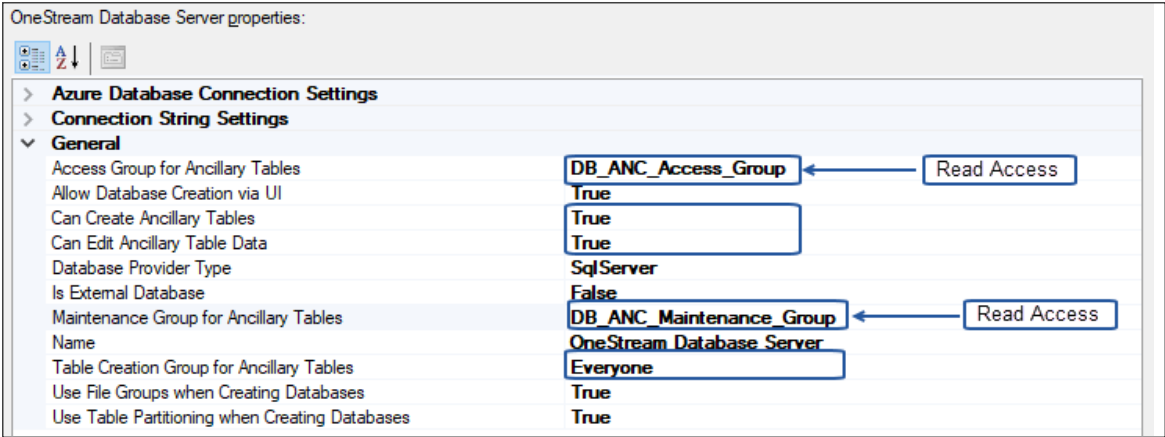 OneStream Database Server properties:
Azure Database Connection Settings
Connection String Settings
General
Access Group for Ancillary Tables DB_ANC_Access_Group Read Access
Allow Database Creation via UI True
Can Create Ancillary Tables True
Can Edit Ancillary Table Data True
Database Provider Type SqlServer
Is External Database False
Maintenance Group for Ancillary Tables DB_ANC_Maintenance_Group Read Access
Name OneStream Database Server
Table Creation Group for Ancillary Tables Everyone
Use File Groups when Creating Databases True
Use Table Partitioning when Creating Databases True